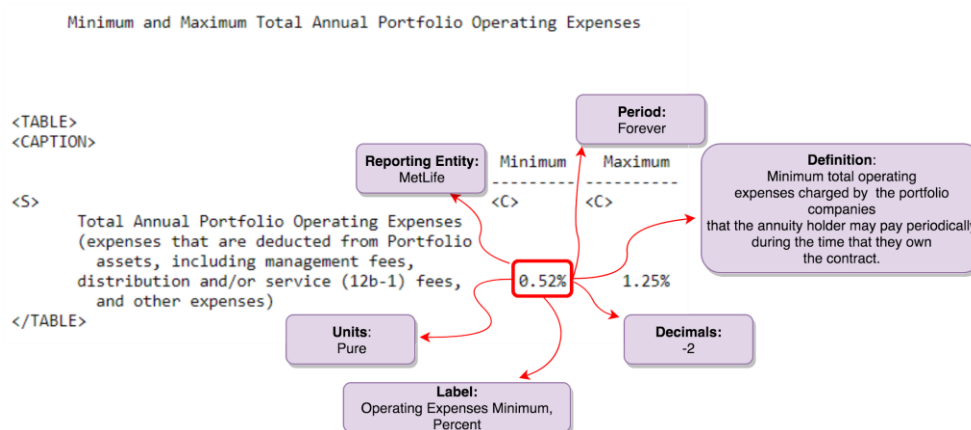 Minimum and Maximum Total Annual Portfolio Operating Expenses
<TABLE>
<CAPTION>
Period:
Forever
Reporting Entity:
MetLife
Minimum Maximum
---------- ----------
Definition:
Minimum total operating
expenses charged by the portfolio
companies
that the annuity holder may pay periodically
during the time that they own
the contract.
<S> <C> <C>
Total Annual Portfolio Operating Expenses
(expenses that are deducted from Portfolio
assets, including management fees,
distribution and/or service (12b-1) fees, 0.52% 1.25%
and other expenses)
</TABLE>
Units:
Pure
Decimals:
-2
Label:
Operating Expenses Minimum,
Percent